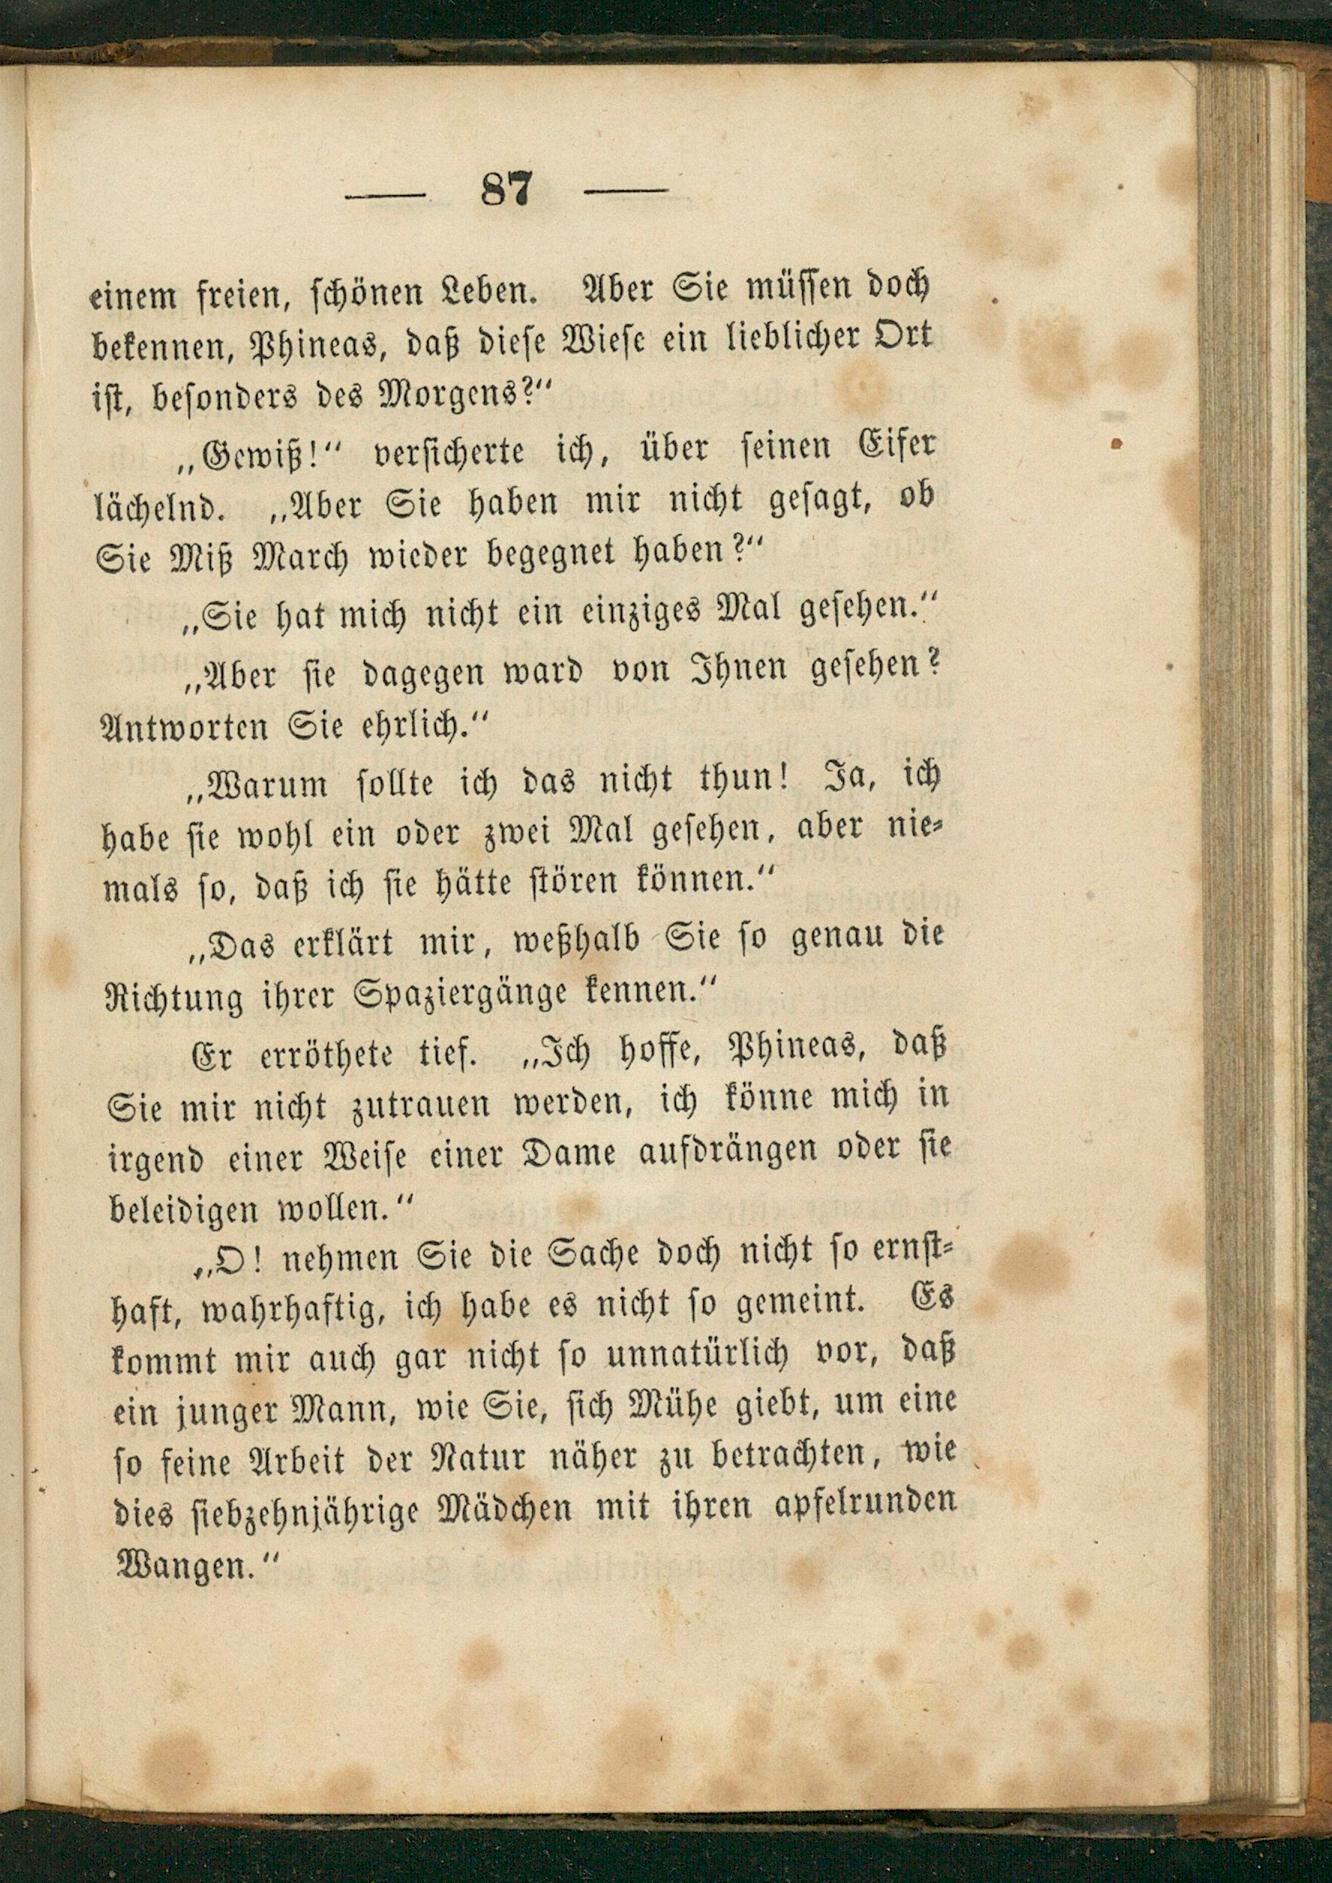 — 87 —
einem freien, schönen Leben. Aber Sie müssen doch
bekennen, Phineas, daß diese Wiese ein lieblicher Ort
ist, besonders des Morgens?“
„Gewiß!“ versicherte ich, über seinen Eifer
lächelnd. „Aber Sie haben mir nicht gesagt, ob
Sie Miß March wieder begegnet haben?“
„Sie hat mich nicht ein einziges Mal gesehen.“
„Aber sie dagegen ward von Ihnen gesehen?
Antworten Sie ehrlich.“
„Warum sollte ich das nicht thun! Ja, ich
habe sie wohl ein oder zwei Mal gesehen, aber nie-
mals so, daß ich sie hätte stören können.“
„Das erklärt mir, weßhalb Sie so genau die
Richtung ihrer Spaziergänge kennen.“
Er erröthete tief. „Ich hoffe, Phineas, daß
Sie mir nicht zutrauen werden, ich könne mich in
irgend einer Weise einer Dame aufdrängen oder sie
beleidigen wollen.“
„O! nehmen Sie die Sache doch nicht so ernst-
haft, wahrhaftig, ich habe es nicht so gemeint. Es
kommt mir auch gar nicht so unnatürlich vor, daß
ein junger Mann, wie Sie, sich Mühe giebt, um eine
so feine Arbeit der Natur näher zu betrachten, wie
dies siebzehnjährige Mädchen mit ihren apfelrunden
Wangen.“